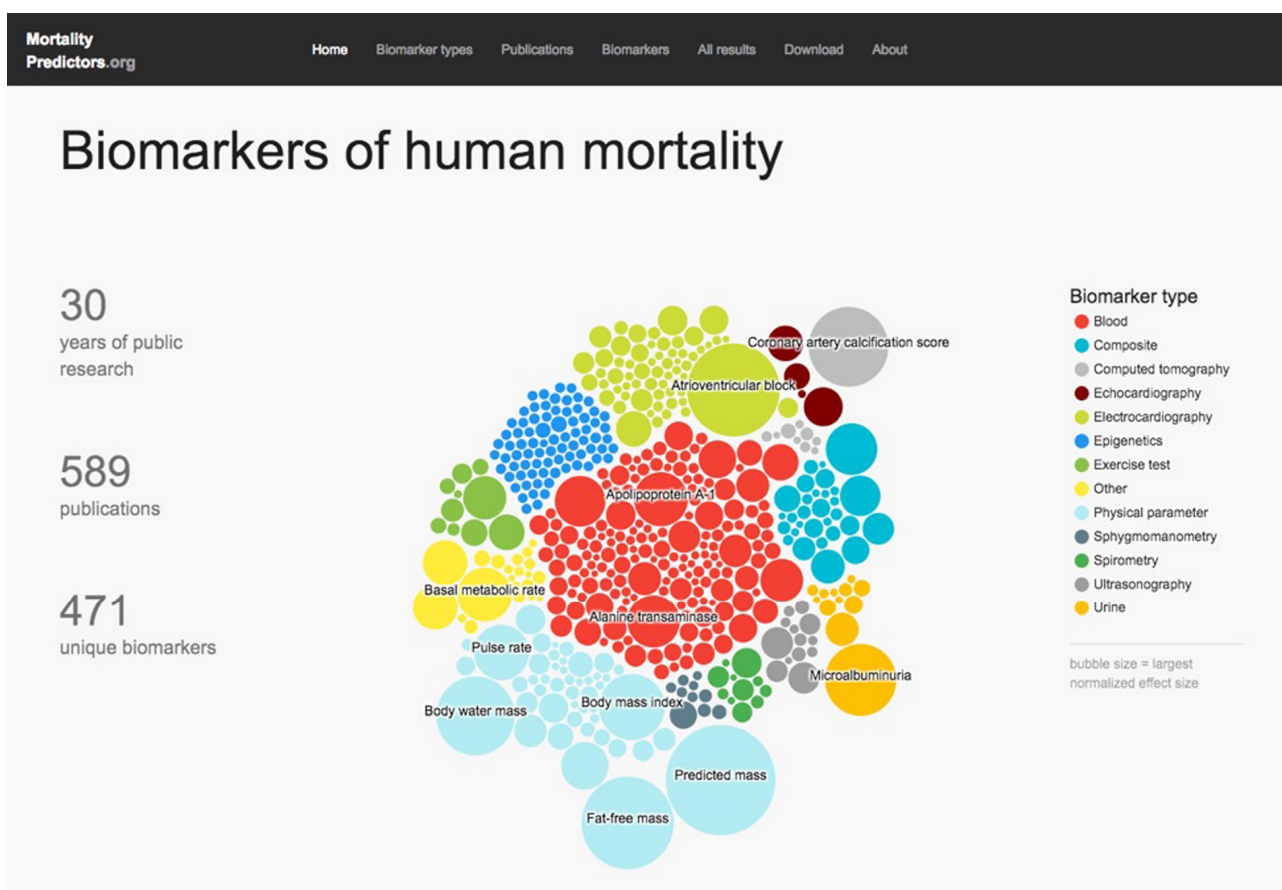 Mortality
Predictors.org
Home Biomarker types Publications Biomarkers All results Download About
Biomarkers of human mortality
30
years of public
research
589
publications
471
unique biomarkers
Coronary artery calcification score
Atrioventricular block
Apolipoprotein A-1
Basal metabolic rate
Alanine transaminase
Pulse rate
Microalbuminuria
Body mass index
Body water mass
Predicted mass
Fat-free mass
Biomarker type
Blood
Composite
Computed tomography
Echocardiography
Electrocardiography
Epigenetics
Exercise test
Other
Physical parameter
Sphygmomanometry
Spirometry
Ultrasonography
Urine
bubble size = largest
normalized effect size